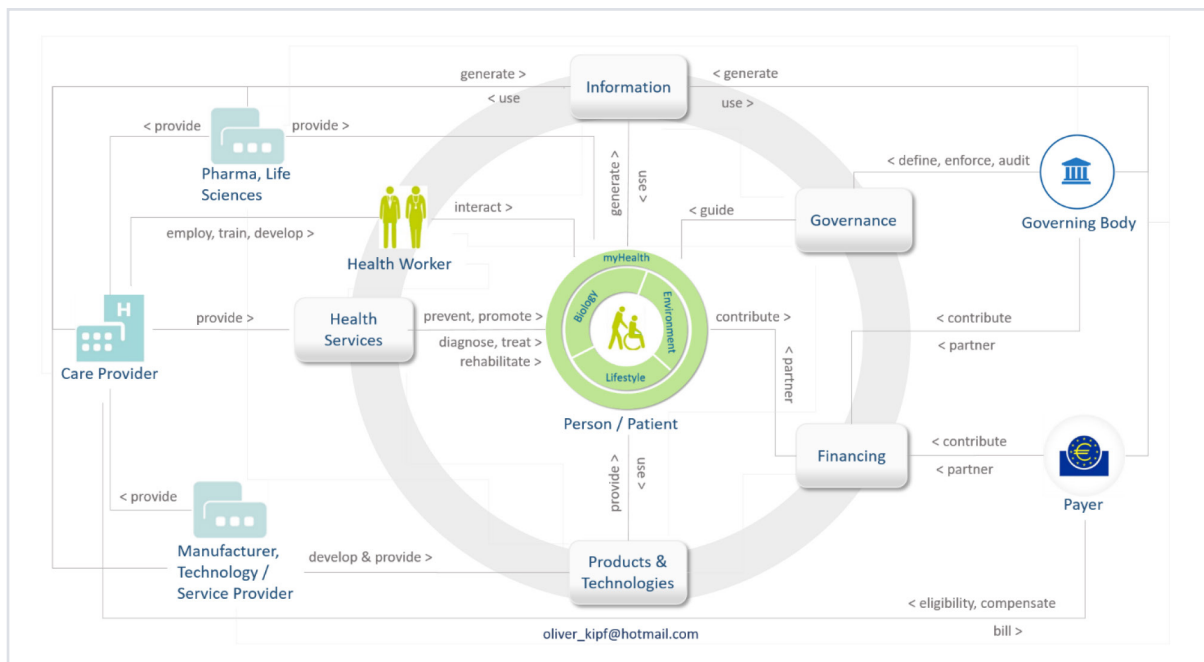 generate >
< use
Information
< generate
use >
< provide
provide >
Pharma, Life
Sciences
generate >
use >
< define, enforce, audit
Governing Body
interact >
< guide
Governance
employ, train, develop >
Health Worker
myHealth
Biology
Environment
Lifestyle
H
provide >
Health
Services
prevent, promote >
diagnose, treat >
rehabilitate >
contribute >
< partner
< contribute
< partner
Care Provider
Person / Patient
Financing
< contribute
< partner
€
Payer
provide >
use >
< provide
Manufacturer,
Technology /
Service Provider
develop & provide >
Products &
Technologies
< eligibility, compensate
bill >
oliver_kipf@hotmail.com